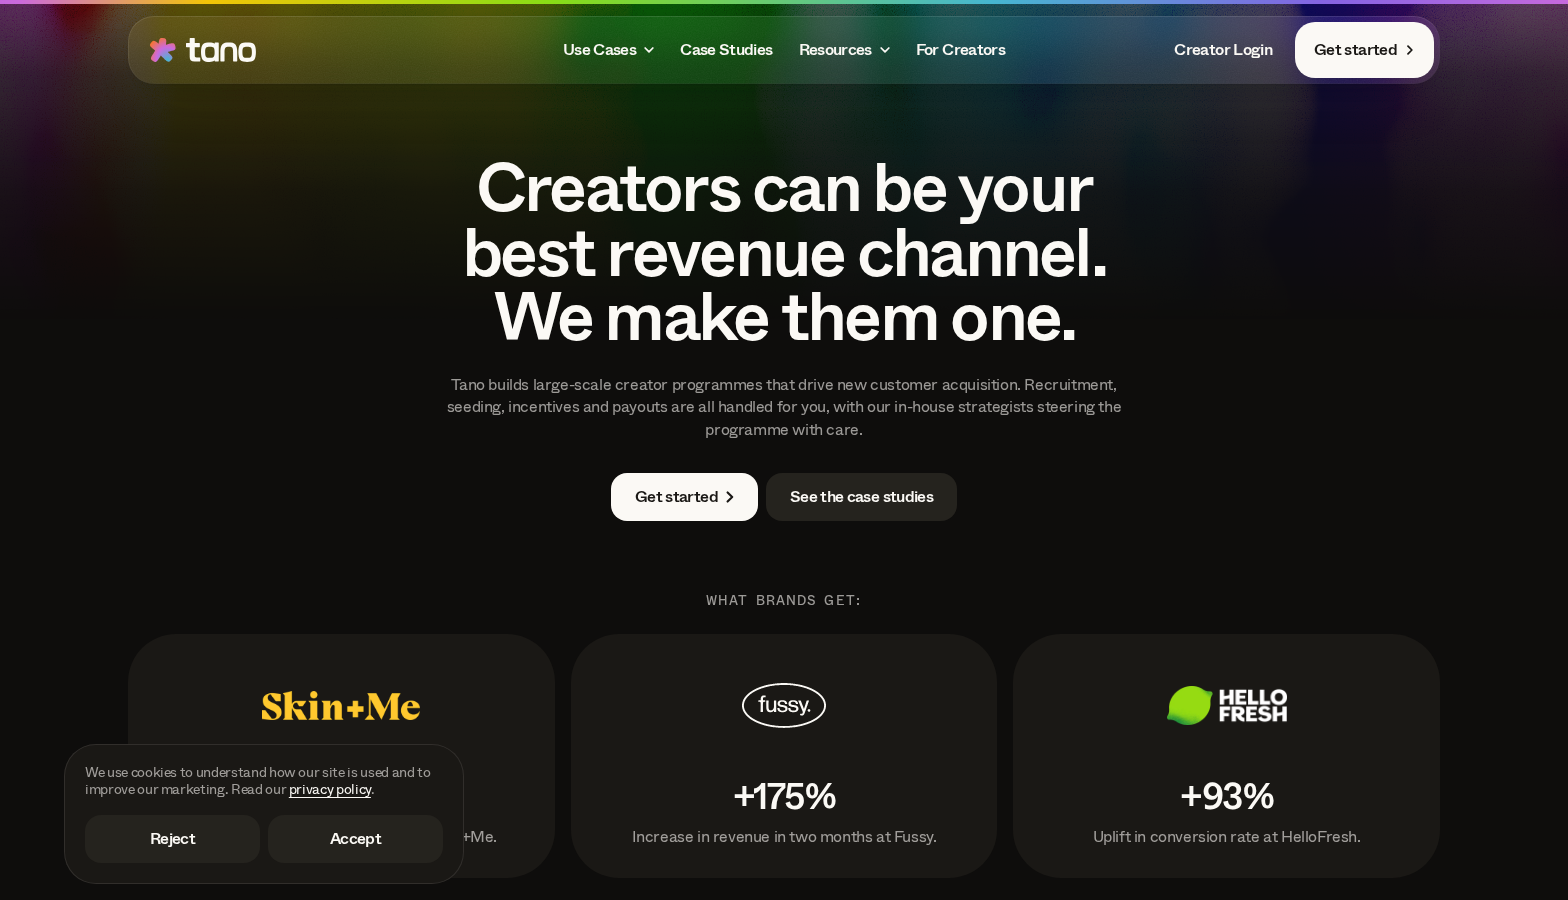 tano
Use Cases
Case Studies
Resources
For Creators
Creator Login
Get started
Creators can be your
best revenue channel.
We make them one.
Tano builds large-scale creator programmes that drive new customer acquisition. Recruitment,
seeding, incentives and payouts are all handled for you, with our in-house strategists steering the
programme with care.
Get started
See the case studies
WHAT BRANDS GET:
Skin+Me
+Me.
fussy.
+175%
Increase in revenue in two months at Fussy.
HELLO
FRESH
+93%
Uplift in conversion rate at HelloFresh.
We use cookies to understand how our site is used and to
improve our marketing. Read our privacy policy.
Reject
Accept